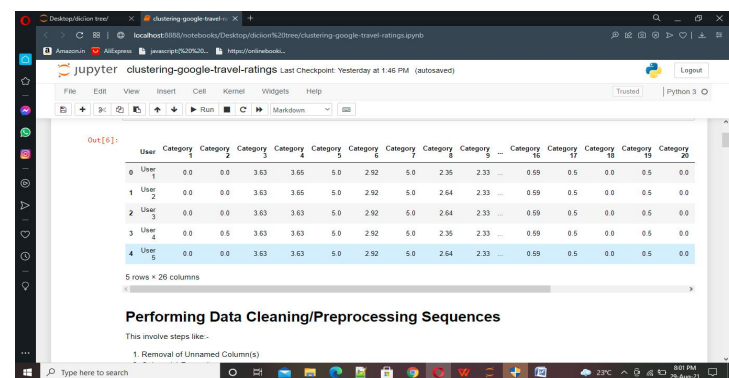 Desktop/diciion tree/ clustering-google-travel-ra
localhost:8888/notebooks/Desktop/diciion%20tree/clustering-google-travel-ratings.ipynb
Amazon.in AliExpress javascript:(%20%20... https://onlinebooki...
jupyter clustering-google-travel-ratings Last Checkpoint: Yesterday at 1:46 PM (autosaved) Logout
File Edit View Insert Cell Kernel Widgets Help Trusted Python 3
Run Markdown
Out[6]:
User Category 1 Category 2 Category 3 Category 4 Category 5 Category 6 Category 7 Category 8 Category 9 ... Category 16 Category 17 Category 18 Category 19 Category 20
0 User 1 0.0 0.0 3.63 3.65 5.0 2.92 5.0 2.35 2.33 ... 0.59 0.5 0.0 0.5 0.0
1 User 2 0.0 0.0 3.63 3.65 5.0 2.92 5.0 2.64 2.33 ... 0.59 0.5 0.0 0.5 0.0
2 User 3 0.0 0.0 3.63 3.63 5.0 2.92 5.0 2.64 2.33 ... 0.59 0.5 0.0 0.5 0.0
3 User 4 0.0 0.5 3.63 3.63 5.0 2.92 5.0 2.35 2.33 ... 0.59 0.5 0.0 0.5 0.0
4 User 5 0.0 0.0 3.63 3.63 5.0 2.92 5.0 2.64 2.33 ... 0.59 0.5 0.0 0.5 0.0
5 rows × 26 columns
Performing Data Cleaning/Preprocessing Sequences
This involve steps like:-
1. Removal of Unnamed Column(s)
Type here to search 23°C 8:01 PM
29-Aug-21